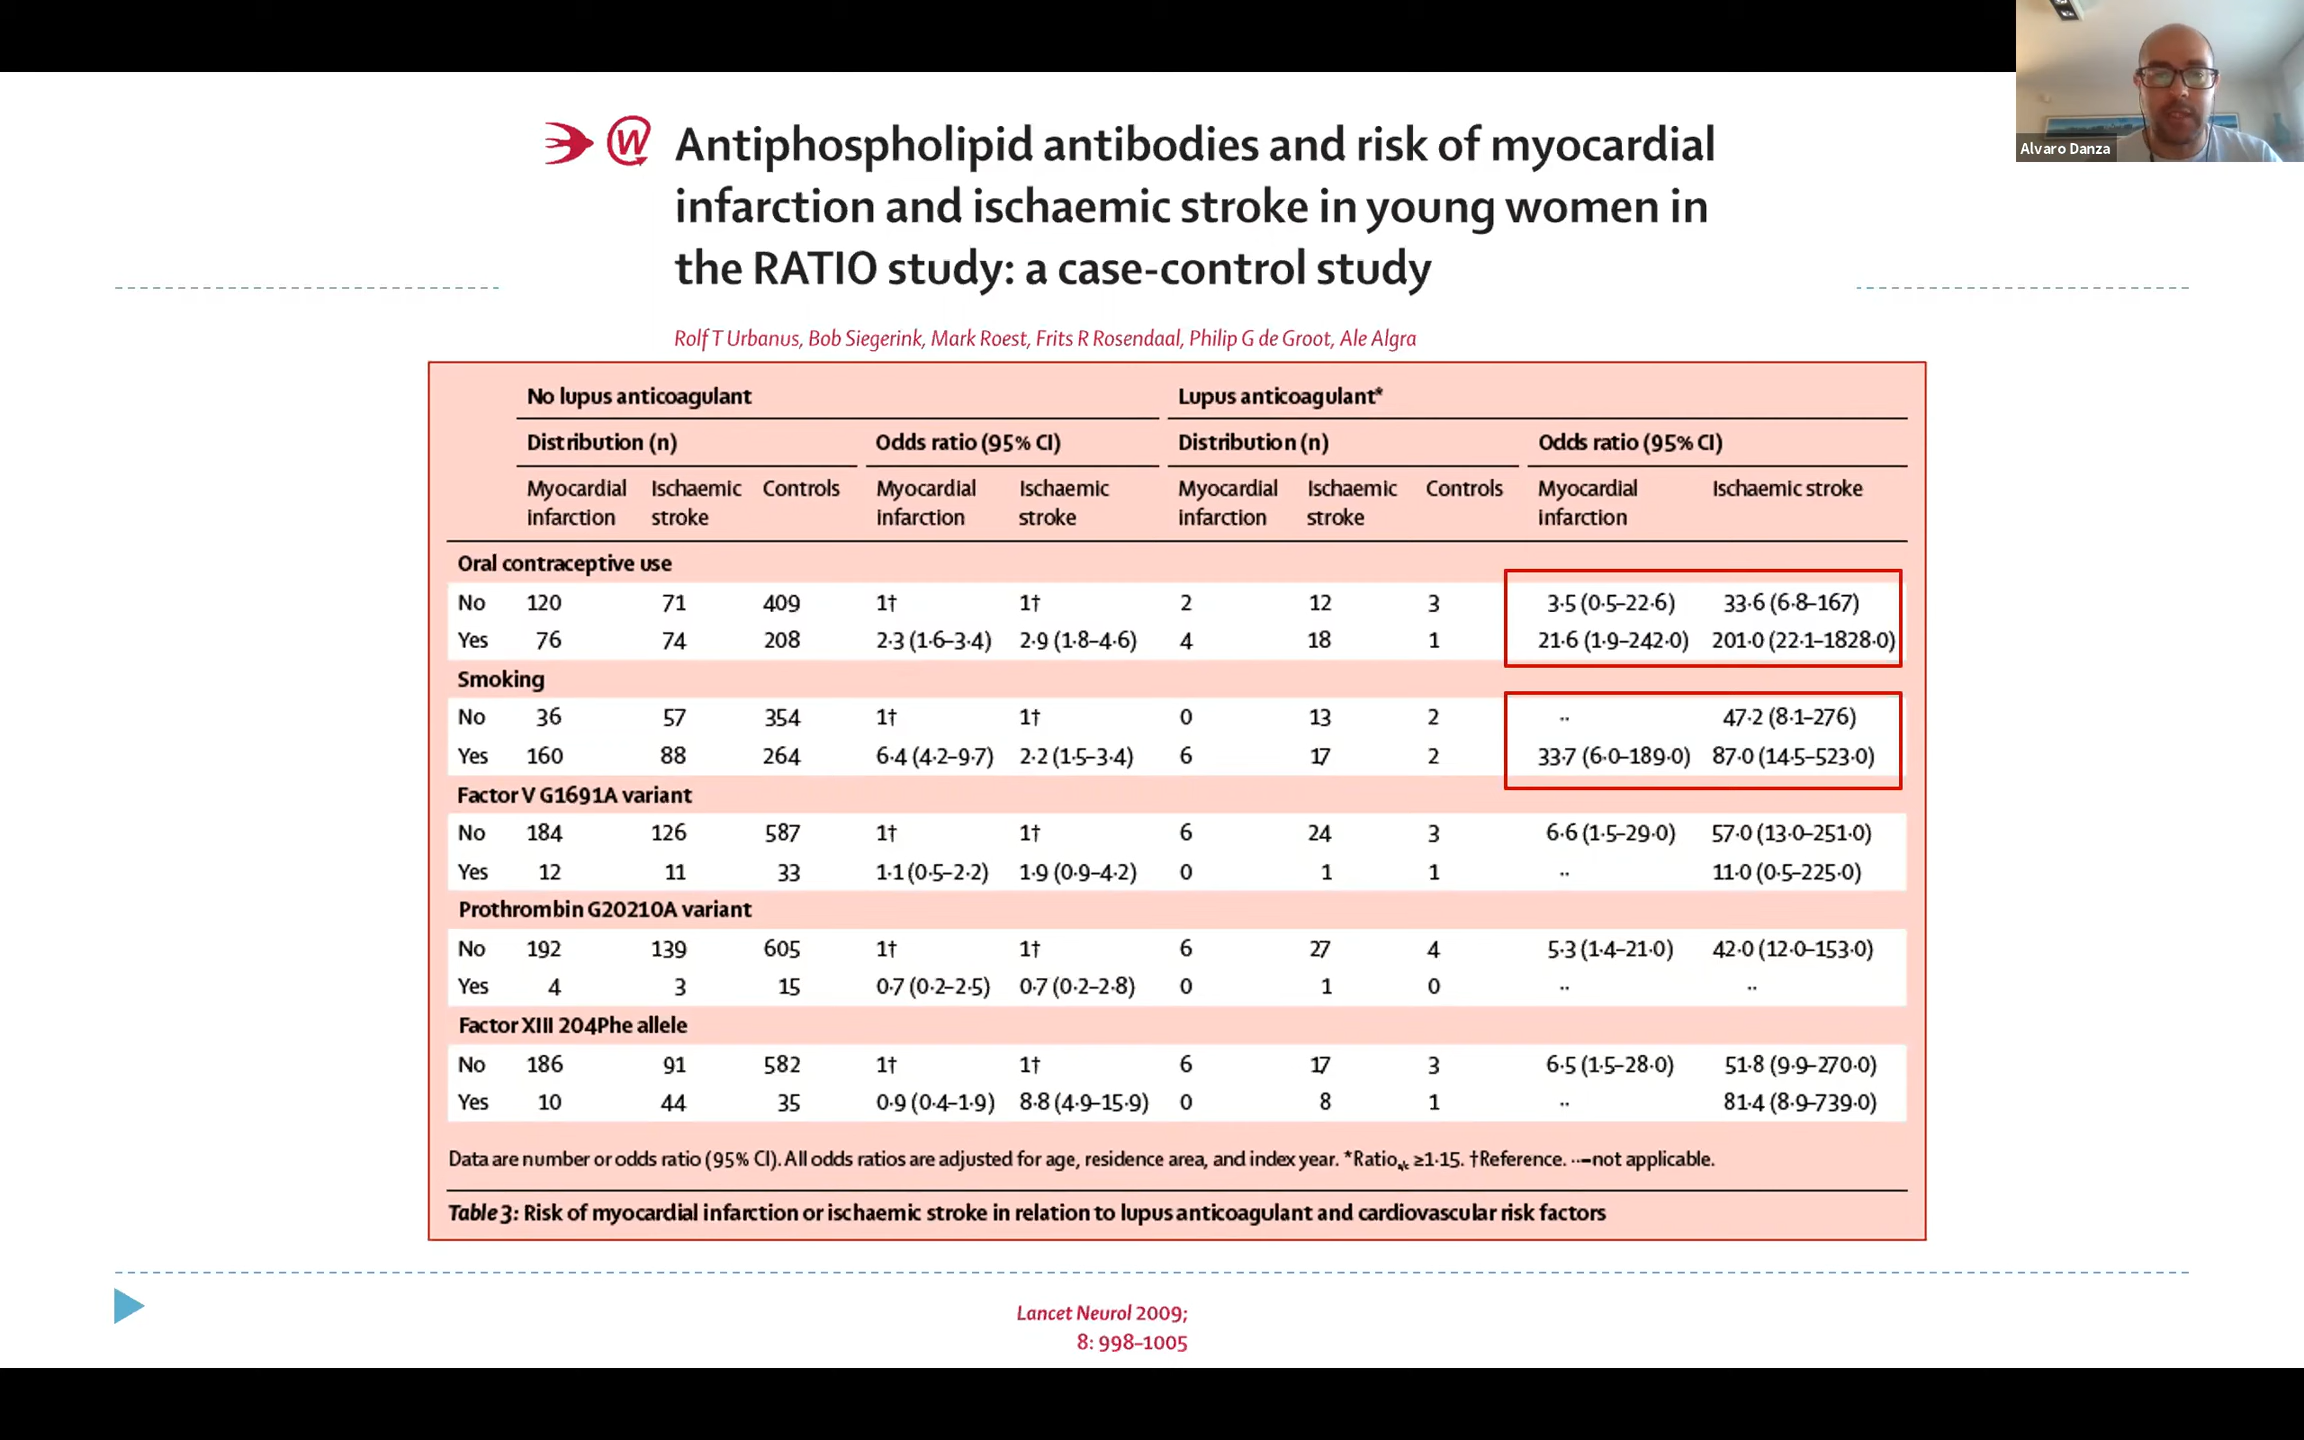 Alvaro Danza
W
Antiphospholipid antibodies and risk of myocardial
infarction and ischaemic stroke in young women in
the RATIO study: a case-control study
Rolf T Urbanus, Bob Siegerink, Mark Roest, Frits R Rosendaal, Philip G de Groot, Ale Algra
No lupus anticoagulant Lupus anticoagulant*
Distribution (n) Odds ratio (95% CI) Distribution (n) Odds ratio (95% CI)
Myocardial Ischaemic Controls Myocardial Ischaemic Myocardial Ischaemic Controls Myocardial Ischaemic stroke
infarction stroke infarction stroke infarction stroke infarction
Oral contraceptive use
No 120 71 409 1† 1† 2 12 3 3·5 (0·5–22·6) 33·6 (6·8–167)
Yes 76 74 208 2·3 (1·6–3·4) 2·9 (1·8–4·6) 4 18 1 21·6 (1·9–242·0) 201·0 (22·1–1828·0)
Smoking
No 36 57 354 1† 1† 0 13 2 ·· 47·2 (8·1–276)
Yes 160 88 264 6·4 (4·2–9·7) 2·2 (1·5–3·4) 6 17 2 33·7 (6·0–189·0) 87·0 (14·5–523·0)
Factor V G1691A variant
No 184 126 587 1† 1† 6 24 3 6·6 (1·5–29·0) 57·0 (13·0–251·0)
Yes 12 11 33 1·1 (0·5–2·2) 1·9 (0·9–4·2) 0 1 1 ·· 11·0 (0·5–225·0)
Prothrombin G20210A variant
No 192 139 605 1† 1† 6 27 4 5·3 (1·4–21·0) 42·0 (12·0–153·0)
Yes 4 3 15 0·7 (0·2–2·5) 0·7 (0·2–2·8) 0 1 0 ·· ··
Factor XIII 204Phe allele
No 186 91 582 1† 1† 6 17 3 6·5 (1·5–28·0) 51·8 (9·9–270·0)
Yes 10 44 35 0·9 (0·4–1·9) 8·8 (4·9–15·9) 0 8 1 ·· 81·4 (8·9–739·0)
Data are number or odds ratio (95% CI). All odds ratios are adjusted for age, residence area, and index year. *Ratio ≥1·15. †Reference. ··=not applicable.
Table 3: Risk of myocardial infarction or ischaemic stroke in relation to lupus anticoagulant and cardiovascular risk factors
Lancet Neurol 2009;
8: 998–1005